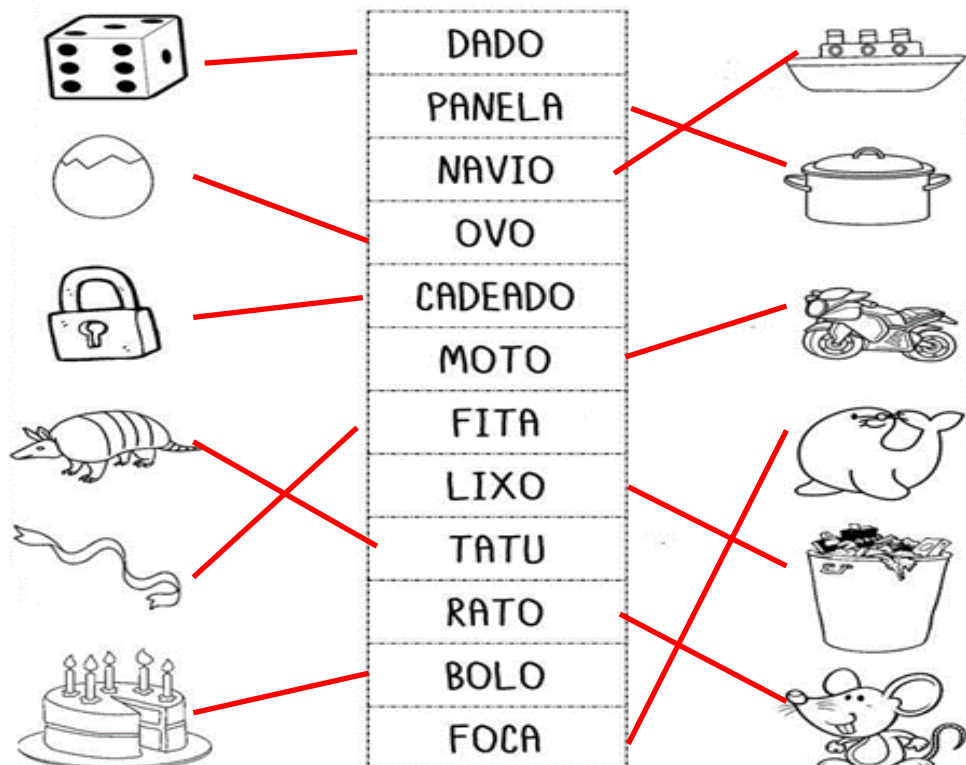 DADO
PANELA
NAVIO
OVO
CADEADO
MOTO
FITA
LIXO
TATU
RATO
BOLO
FOCA